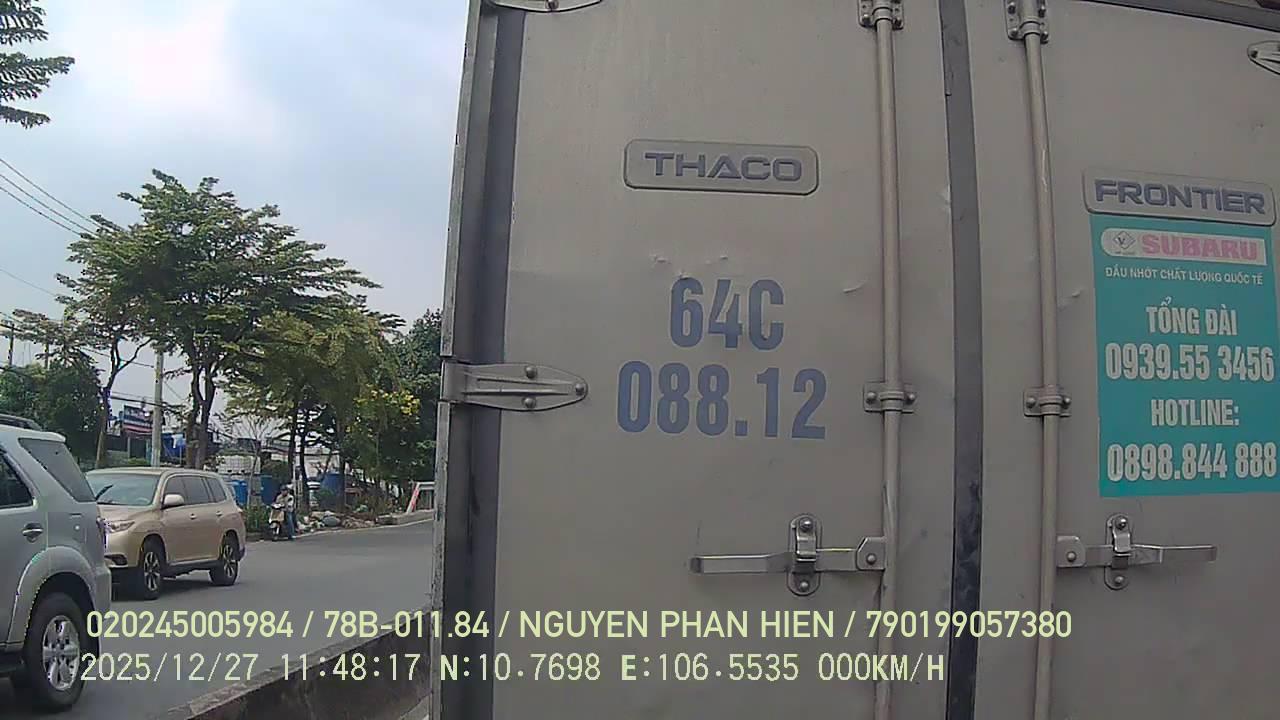 THACO
FRONTIER
SUBARU
DẦU NHỚT CHẤT LƯỢNG QUỐC TẾ
TỔNG ĐÀI
0939.55 3456
HOTLINE:
0898.844 888
64C
088.12
020245005984 / 78B-011.84 / NGUYEN PHAN HIEN / 790199057380
2025/12/27 11:48:17 N:10.7698 E:106.5535 000KM/H